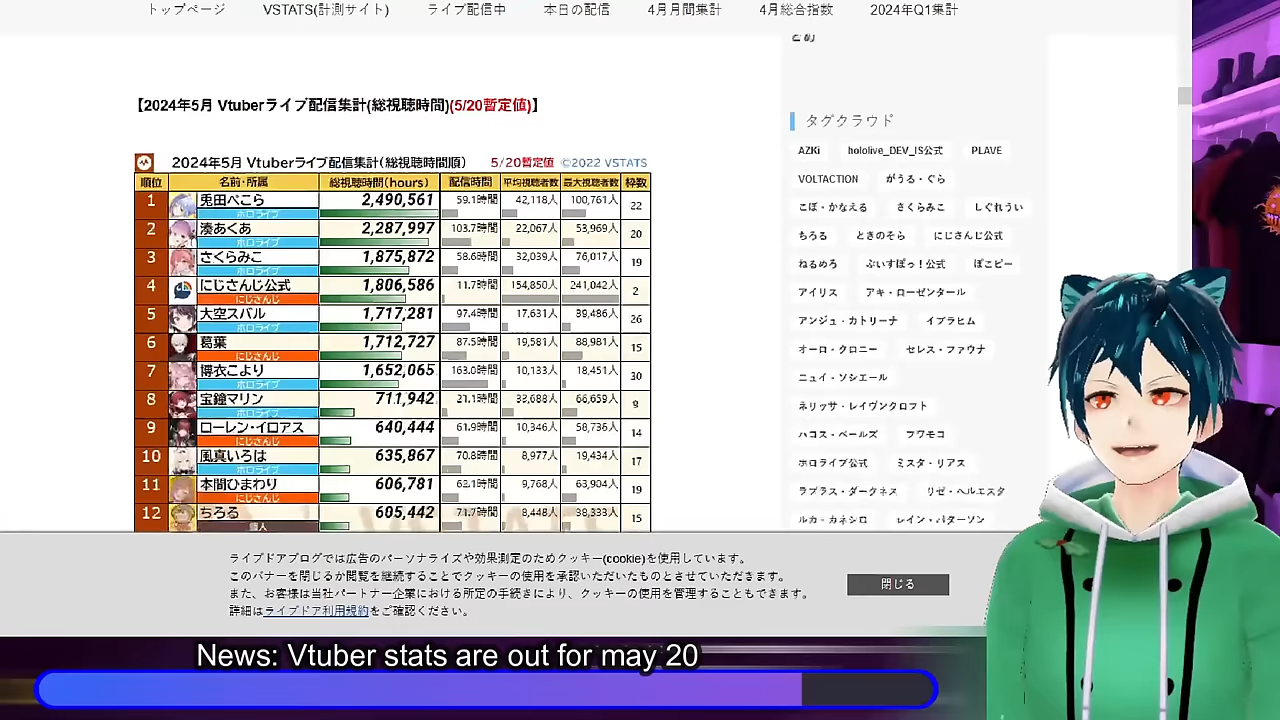 トップページ VSTATS(計測サイト) ライブ配信中 本日の配信 4月月間集計 4月総合指数 2024年Q1集計
とめ
【2024年5月 Vtuberライブ配信集計(総視聴時間)(5/20暫定値)】
2024年5月 Vtuberライブ配信集計(総視聴時間順) 5/20暫定値 ©2022 VSTATS
順位 名前・所属 総視聴時間(hours) 配信時間 平均視聴者数 最大視聴者数 枠数
1 兎田ぺこら ホロライブ 2,490,561 59.1時間 42,118人 100,761人 22
2 湊あくあ ホロライブ 2,287,997 103.7時間 22,067人 53,969人 20
3 さくらみこ ホロライブ 1,875,872 58.6時間 32,039人 76,017人 19
4 にじさんじ公式 にじさんじ 1,806,586 11.7時間 154,850人 241,042人 2
5 大空スバル ホロライブ 1,717,281 97.4時間 17,631人 39,486人 26
6 葛葉 にじさんじ 1,712,727 87.5時間 19,581人 88,981人 15
7 博衣こより ホロライブ 1,652,065 163.0時間 10,133人 18,451人 30
8 宝鐘マリン ホロライブ 711,942 21.1時間 33,688人 66,659人 9
9 ローレン・イロアス にじさんじ 640,444 61.9時間 10,346人 58,736人 14
10 風真いろは ホロライブ 635,867 70.8時間 8,977人 19,434人 17
11 本間ひまわり にじさんじ 606,781 62.1時間 9,768人 63,904人 19
12 ちろる 個人 605,442 71.7時間 8,448人 38,333人 15
タグクラウド
AZKi hololive_DEV_IS公式 PLAVE
VOLTACTION がうる・ぐら
こぼ・かなえる さくらみこ しぐれうい
ちろる ときのそら にじさんじ公式
ねるめろ ぶいすぽっ！公式 ぽこピー
アイリス アキ・ローゼンタール
アンジュ・カトリーナ イブラヒム
オーロ・クロニー セレス・ファウナ
ニュイ・ソシエール
ネリッサ・レイヴンクロフト
ハコス・ベールズ フワモコ
ホロライブ公式 ミスタ・リアス
ラプラス・ダークネス リゼ・ヘルエスタ
ルカ・カネシロ レイン・パターソン
ライブドアブログでは広告のパーソナライズや効果測定のためクッキー(cookie)を使用しています。
このバナーを閉じるか閲覧を継続することでクッキーの使用を承認いただいたものとさせていただきます。
また、お客様は当社パートナー企業における所定の手続きにより、クッキーの使用を管理することもできます。
詳細はライブドア利用規約をご確認ください。
閉じる
News: Vtuber stats are out for may 20